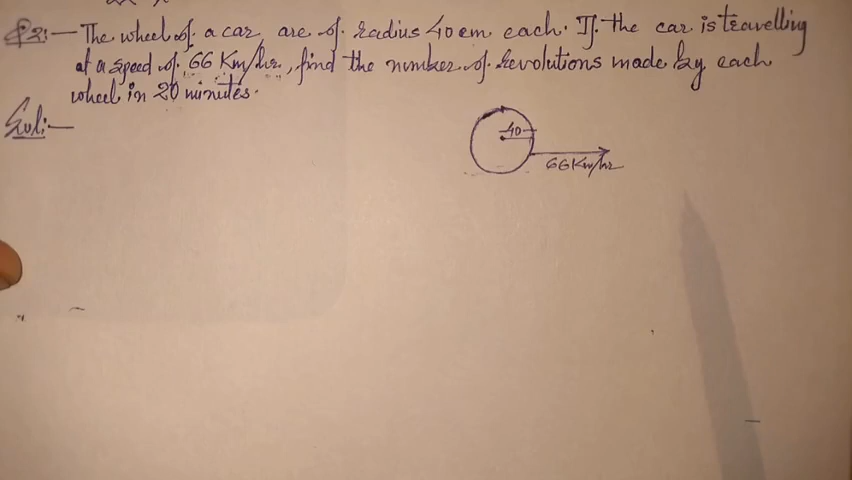 Q2:- The wheel of a car, are of radius 40 cm each. If the car is travelling
at a speed of 66 Km/hr, find the number of revolutions made by each
wheel in 20 minutes.
Sol:-
40
66 Km/hr